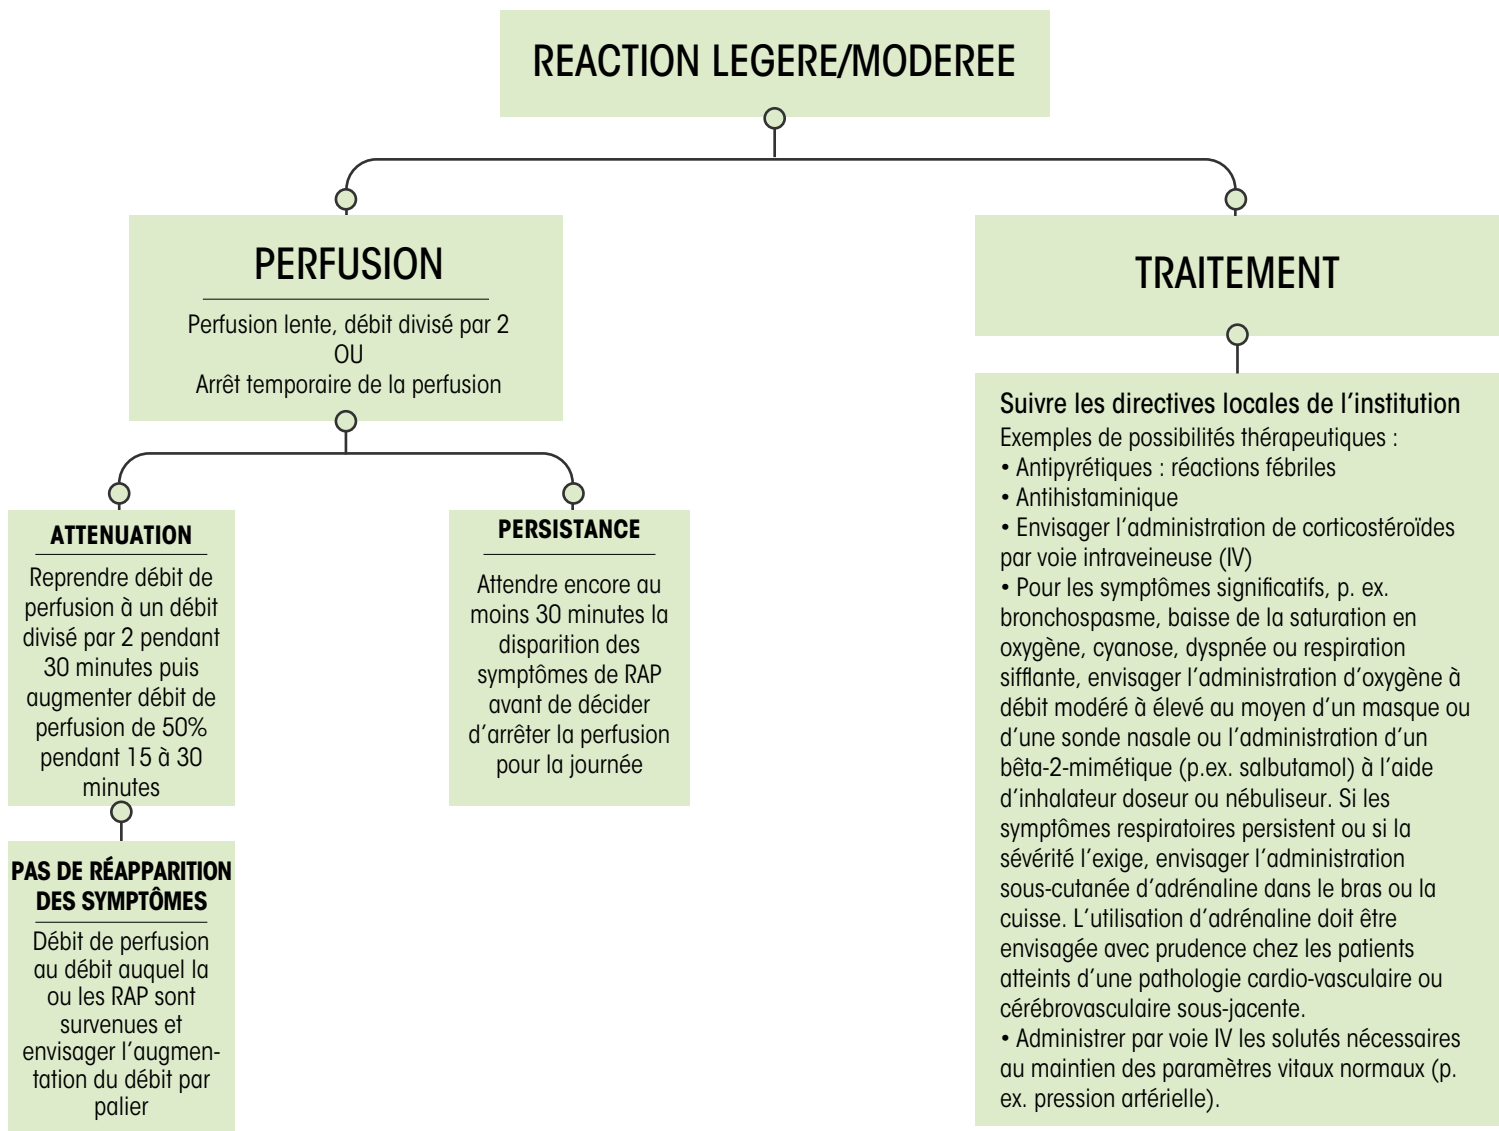 REACTION LEGERE/MODEREE
PERFUSION
Perfusion lente, débit divisé par 2
OU
Arrêt temporaire de la perfusion
ATTENUATION
Reprendre débit de
perfusion à un débit
divisé par 2 pendant
30 minutes puis
augmenter débit de
perfusion de 50%
pendant 15 à 30
minutes
PAS DE RÉAPPARITION
DES SYMPTÔMES
Débit de perfusion
au débit auquel la
ou les RAP sont
survenues et
envisager l’augmen-
tation du débit par
palier
PERSISTANCE
Attendre encore au
moins 30 minutes la
disparition des
symptômes de RAP
avant de décider
d’arrêter la perfusion
pour la journée
TRAITEMENT
Suivre les directives locales de l’institution
Exemples de possibilités thérapeutiques :
• Antipyrétiques : réactions fébriles
• Antihistaminique
• Envisager l’administration de corticostéroïdes
par voie intraveineuse (IV)
• Pour les symptômes significatifs, p. ex.
bronchospasme, baisse de la saturation en
oxygène, cyanose, dyspnée ou respiration
sifflante, envisager l’administration d’oxygène à
débit modéré à élevé au moyen d’un masque ou
d’une sonde nasale ou l’administration d’un
bêta-2-mimétique (p.ex. salbutamol) à l’aide
d’inhalateur doseur ou nébuliseur. Si les
symptômes respiratoires persistent ou si la
sévérité l’exige, envisager l’administration
sous-cutanée d’adrénaline dans le bras ou la
cuisse. L’utilisation d’adrénaline doit être
envisagée avec prudence chez les patients
atteints d’une pathologie cardio-vasculaire ou
cérébrovasculaire sous-jacente.
• Administrer par voie IV les solutés nécessaires
au maintien des paramètres vitaux normaux (p.
ex. pression artérielle).